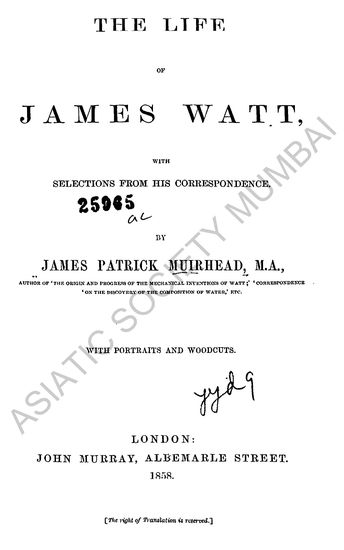 THE LIFE
OF
JAMES WATT,
WITH
SELECTIONS FROM HIS CORRESPONDENCE.
25965
BY
JAMES PATRICK MUIRHEAD, M.A.,
AUTHOR OF 'THE ORIGIN AND PROGRESS OF THE MECHANICAL INVENTIONS OF WATT;' 'CORRESPONDENCE
'ON THE DISCOVERY OF THE COMPOSITION OF WATER,' ETC.
WITH PORTRAITS AND WOODCUTS.
LONDON:
JOHN MURRAY, ALBEMARLE STREET.
1858.
[The right of Translation is reserved.]
ASIATIC SOCIETY MUMBAI